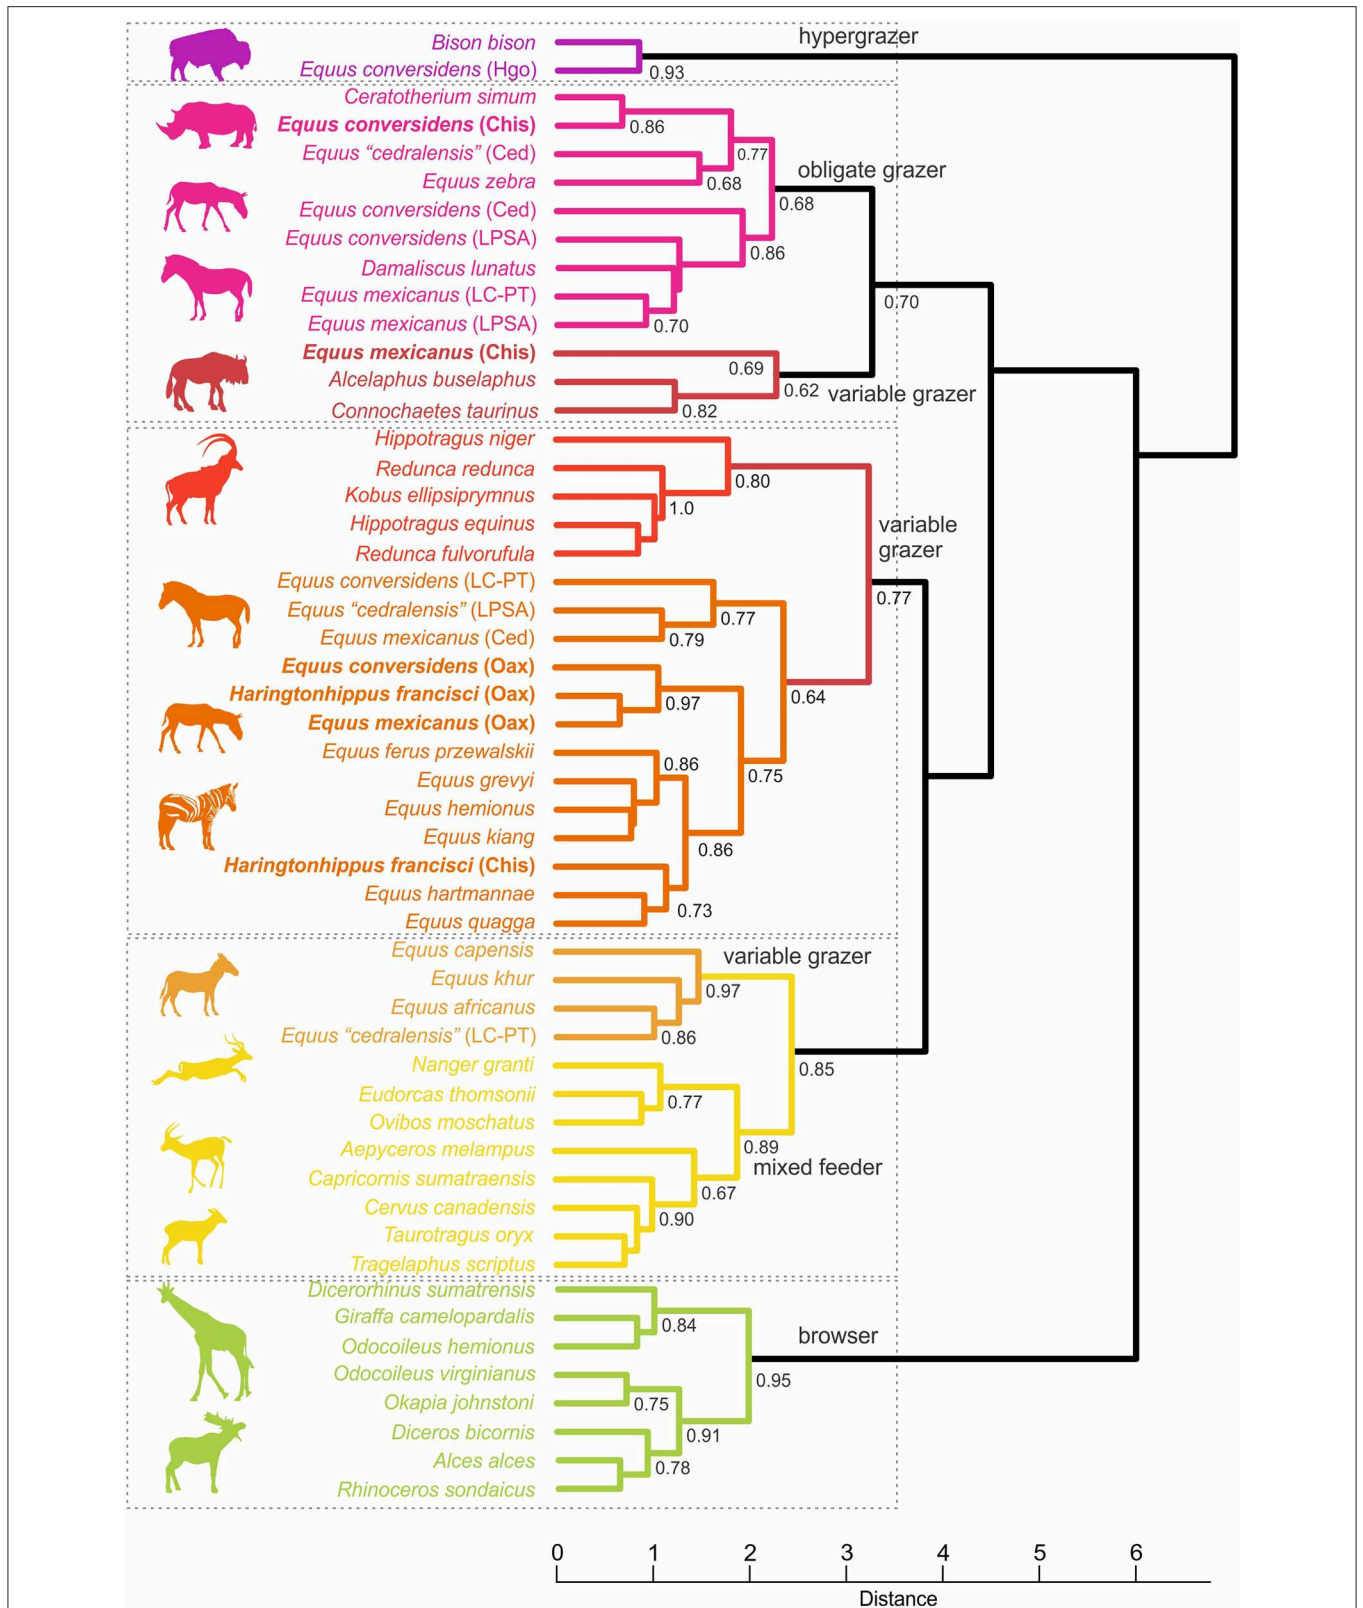 hypergrazer
Bison bison
Equus conversidens (Hgo)
0.93
Ceratotherium simum
Equus conversidens (Chis)
0.86
Equus “cedralensis” (Ced)
0.77
obligate grazer
Equus zebra
0.68
0.68
Equus conversidens (Ced)
Equus conversidens (LPSA)
0.86
Damaliscus lunatus
Equus mexicanus (LC-PT)
0.70
Equus mexicanus (LPSA)
0.70
Equus mexicanus (Chis)
0.69
Alcelaphus buselaphus
0.62
variable grazer
Connochaetes taurinus
0.82
Hippotragus niger
Redunca redunca
0.80
Kobus ellipsiprymnus
1.0
Hippotragus equinus
variable
grazer
Redunca fulvorufula
Equus conversidens (LC-PT)
0.77
Equus “cedralensis” (LPSA)
0.77
Equus mexicanus (Ced)
0.79
Equus conversidens (Oax)
Haringtonhippus francisci (Oax)
0.97
0.64
Equus mexicanus (Oax)
Equus ferus przewalskii
0.86
Equus grevyi
0.75
Equus hemionus
Equus kiang
0.86
Haringtonhippus francisci (Chis)
Equus hartmannae
0.73
Equus quagga
Equus capensis
variable grazer
Equus khur
0.97
Equus africanus
Equus “cedralensis” (LC-PT)
0.86
Nanger granti
0.85
Eudorcas thomsonii
0.77
Ovibos moschatus
Aepyceros melampus
0.89
mixed feeder
Capricornis sumatraensis
0.67
Cervus canadensis
0.90
Taurotragus oryx
Tragelaphus scriptus
Dicerorhinus sumatrensis
Giraffa camelopardalis
0.84
browser
Odocoileus hemionus
Odocoileus virginianus
0.95
Okapia johnstoni
0.75
Diceros bicornis
0.91
Alces alces
0.78
Rhinoceros sondaicus
0 1 2 3 4 5 6
Distance